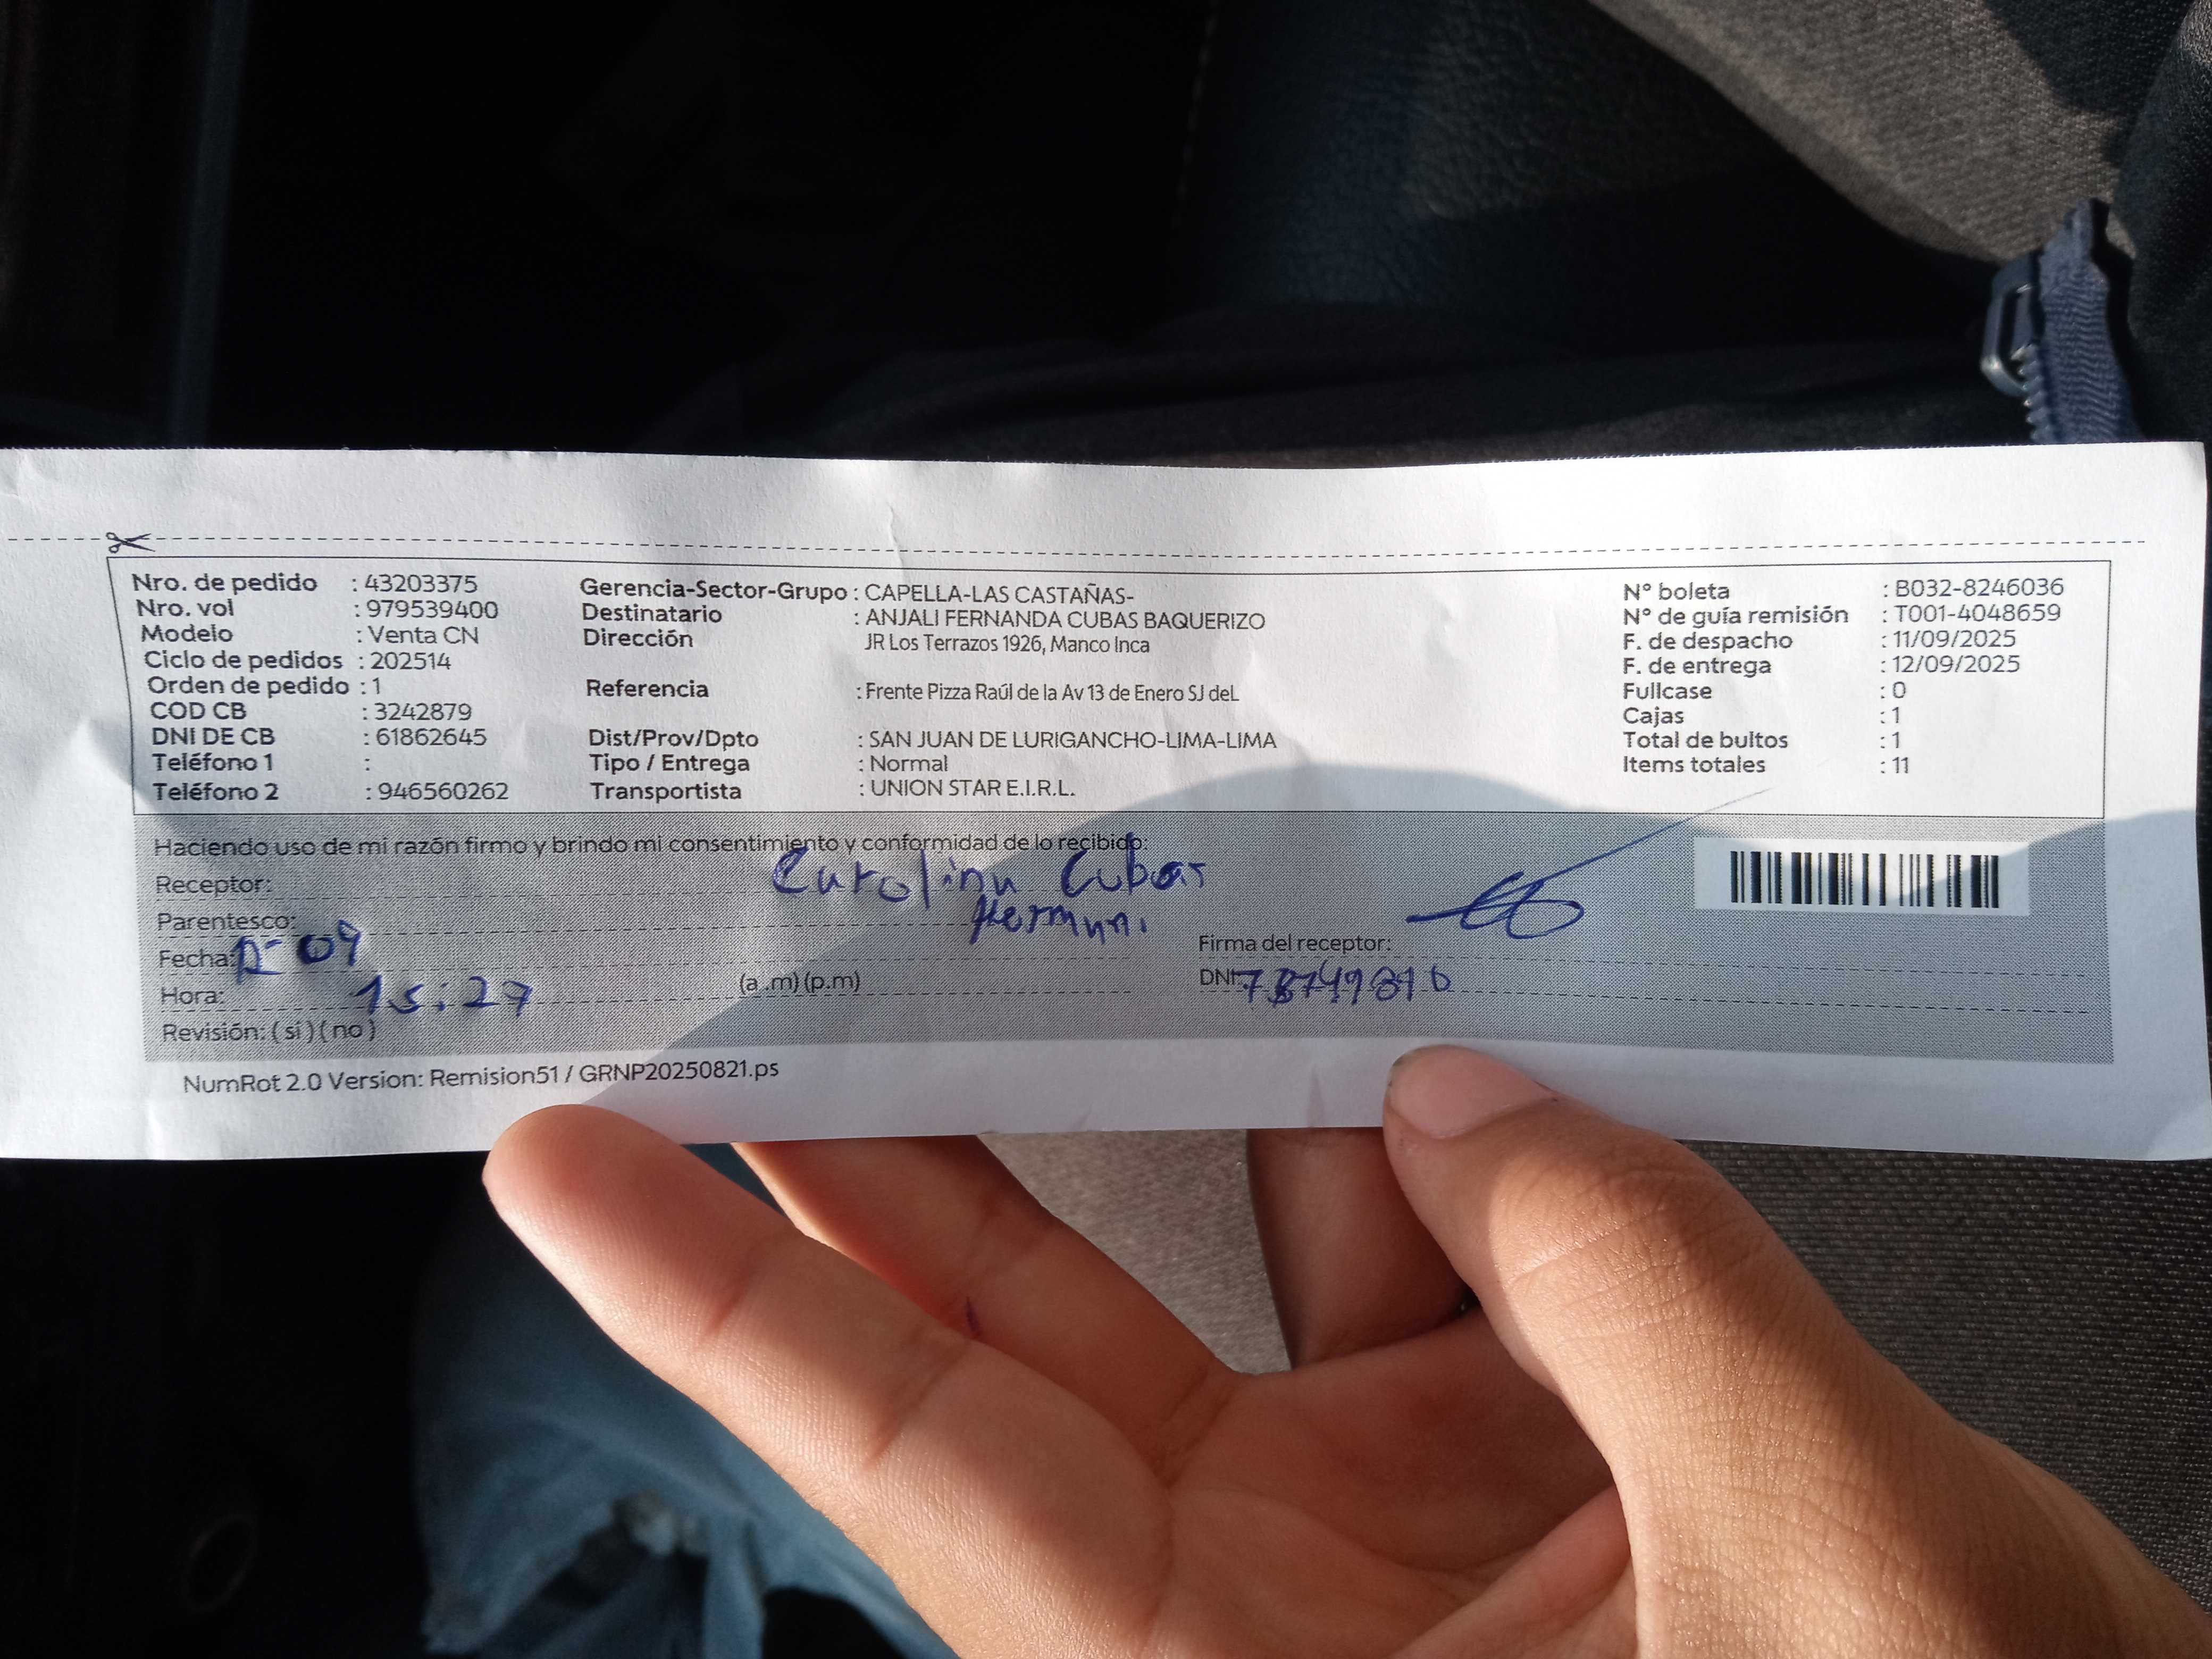 Nro. de pedido : 43203375
Nro. vol : 979539400
Modelo : Venta CN
Ciclo de pedidos : 202514
Orden de pedido : 1
COD CB : 3242879
DNI DE CB : 61862645
Teléfono 1 :
Teléfono 2 : 946560262
Gerencia-Sector-Grupo : CAPELLA-LAS CASTAÑAS-
Destinatario : ANJALI FERNANDA CUBAS BAQUERIZO
Dirección JR Los Terrazos 1926, Manco Inca
Referencia : Frente Pizza Raúl de la Av 13 de Enero SJ deL
Dist/Prov/Dpto : SAN JUAN DE LURIGANCHO-LIMA-LIMA
Tipo / Entrega : Normal
Transportista : UNION STAR E.I.R.L.
N° boleta : B032-8246036
N° de guía remisión : T001-4048659
F. de despacho : 11/09/2025
F. de entrega : 12/09/2025
Fullcase : 0
Cajas : 1
Total de bultos : 1
Items totales : 11
Haciendo uso de mi razón firmo y brindo mi consentimiento y conformidad de lo recibido:
Receptor: Carolina Cubas
Parentesco:
Fecha: 09
Hora: 15:27 (a .m) (p.m)
Revisión: ( si ) ( no )
Firma del receptor:
DNI:
NumRot 2.0 Version: Remision51 / GRNP20250821.ps